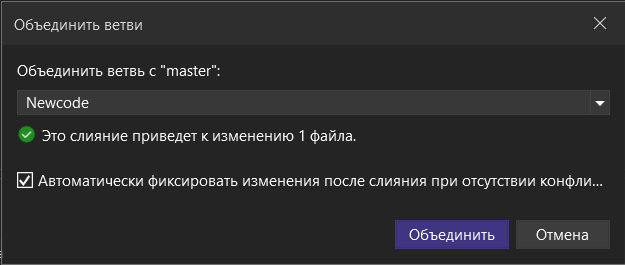 Объединить ветви
Объединить ветвь с "master":
Newcode
Это слияние приведет к изменению 1 файла.
Автоматически фиксировать изменения после слияния при отсутствии конфли...
Объединить
Отмена